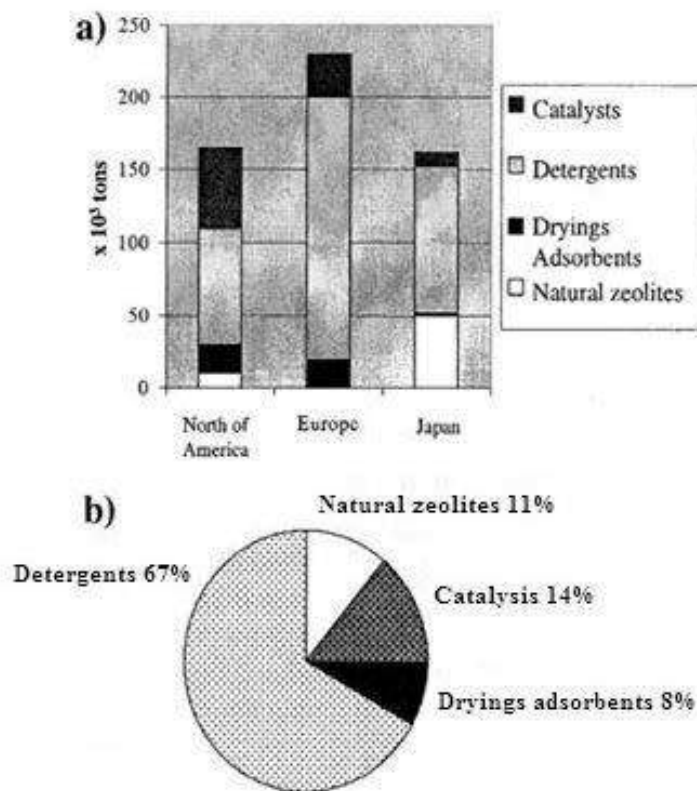 a)
250
200
150
100
50
0
x 10³ tons
North of
America
Europe
Japan
Catalysts
Detergents
Dryings
Adsorbents
Natural zeolites
b)
Natural zeolites 11%
Detergents 67%
Catalysis 14%
Dryings adsorbents 8%